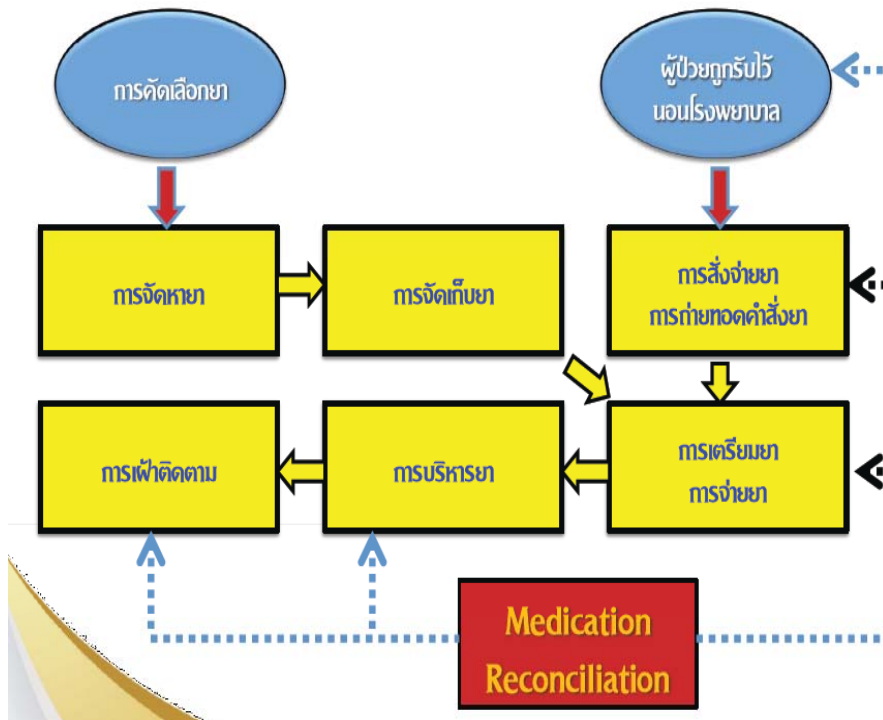 การคัดเลือกยา
ผู้ป่วยถูกรับไว้
นอนโรงพยาบาล
การจัดหายา
การจัดเก็บยา
การสั่งจ่ายยา
การถ่ายทอดคำสั่งยา
การเฝ้าติดตาม
การบริหารยา
การเตรียมยา
การจ่ายยา
Medication
Reconciliation